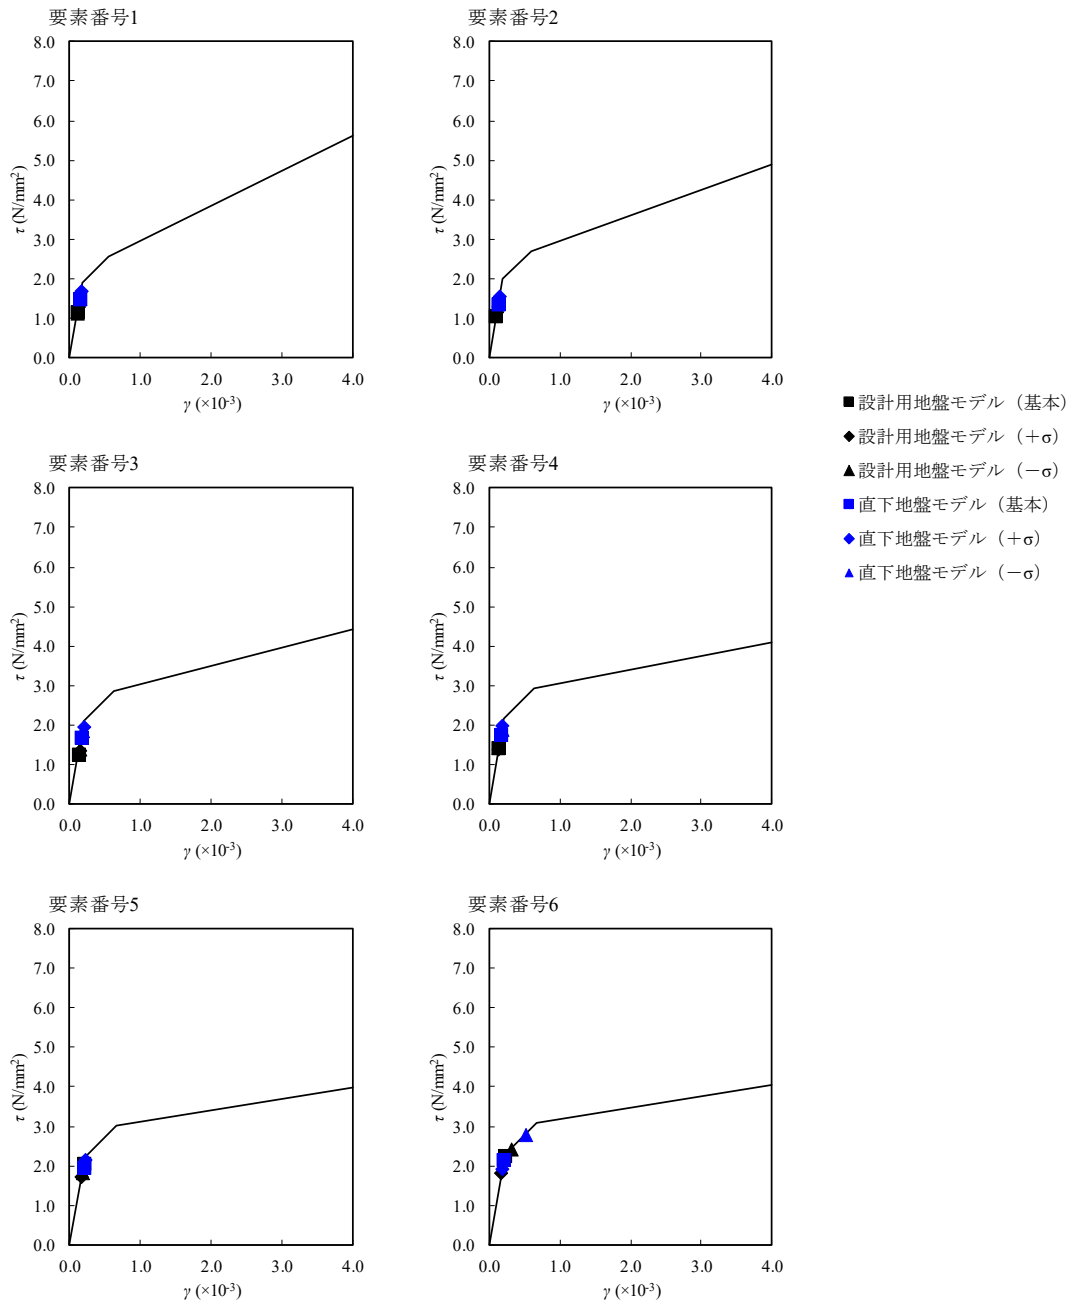 要素番号1
8.0
7.0
6.0
5.0
4.0
3.0
2.0
1.0
0.0
τ (N/mm²)
0.0 1.0 2.0 3.0 4.0
γ (×10⁻³)
要素番号2
8.0
7.0
6.0
5.0
4.0
3.0
2.0
1.0
0.0
τ (N/mm²)
0.0 1.0 2.0 3.0 4.0
γ (×10⁻³)
設計用地盤モデル（基本）
設計用地盤モデル（＋σ）
設計用地盤モデル（－σ）
直下地盤モデル（基本）
直下地盤モデル（＋σ）
直下地盤モデル（－σ）
要素番号3
8.0
7.0
6.0
5.0
4.0
3.0
2.0
1.0
0.0
τ (N/mm²)
0.0 1.0 2.0 3.0 4.0
γ (×10⁻³)
要素番号4
8.0
7.0
6.0
5.0
4.0
3.0
2.0
1.0
0.0
τ (N/mm²)
0.0 1.0 2.0 3.0 4.0
γ (×10⁻³)
要素番号5
8.0
7.0
6.0
5.0
4.0
3.0
2.0
1.0
0.0
τ (N/mm²)
0.0 1.0 2.0 3.0 4.0
γ (×10⁻³)
要素番号6
8.0
7.0
6.0
5.0
4.0
3.0
2.0
1.0
0.0
τ (N/mm²)
0.0 1.0 2.0 3.0 4.0
γ (×10⁻³)